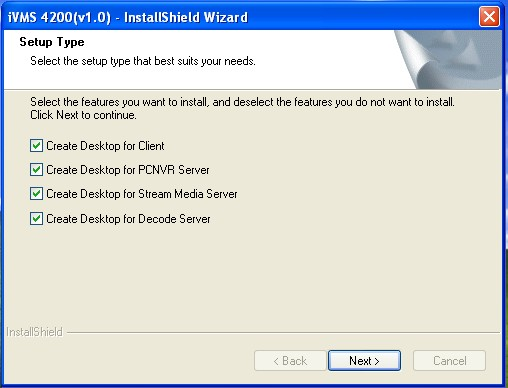 iVMS 4200(v1.0) - InstallShield Wizard
Setup Type
Select the setup type that best suits your needs.
Select the features you want to install, and deselect the features you do not want to install.
Click Next to continue.
Create Desktop for Client
Create Desktop for PCNVR Server
Create Desktop for Stream Media Server
Create Desktop for Decode Server
InstallShield
< Back
Next >
Cancel